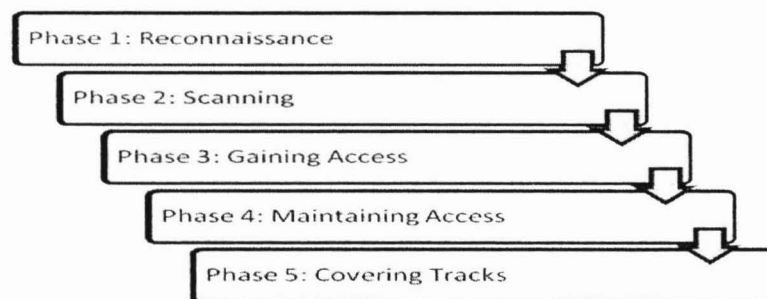 Phase 1: Reconnaissance
Phase 2: Scanning
Phase 3: Gaining Access
Phase 4: Maintaining Access
Phase 5: Covering Tracks